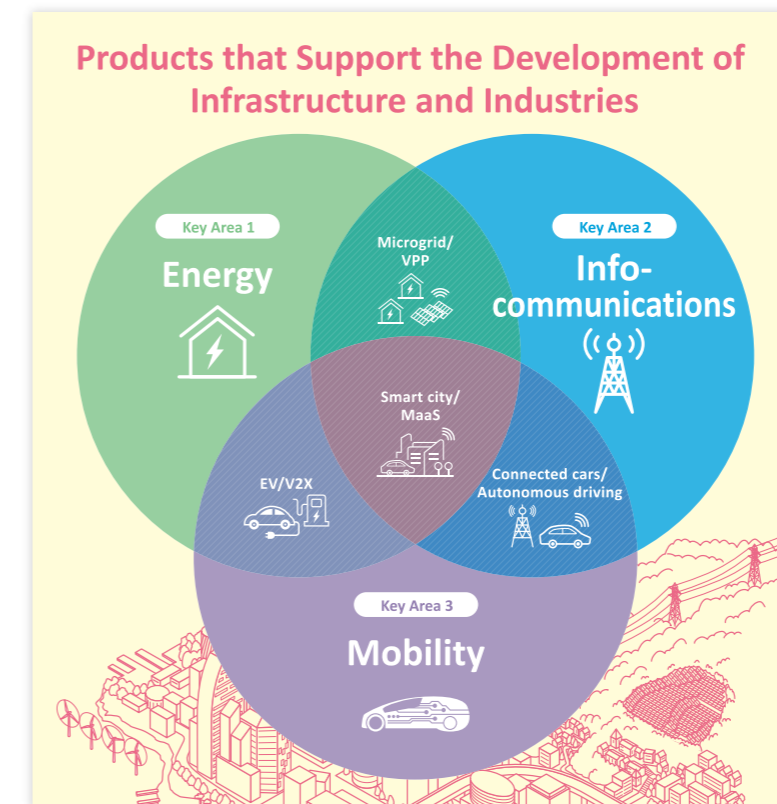 Products that Support the Development of
Infrastructure and Industries
Key Area 1
Energy
Microgrid/
VPP
Key Area 2
Info-
communications
Smart city/
MaaS
EV/V2X
Connected cars/
Autonomous driving
Key Area 3
Mobility